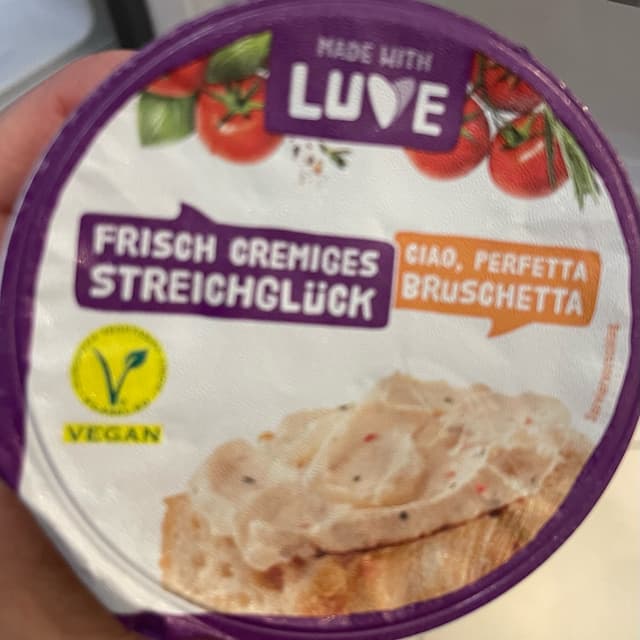 MADE WITH
LUVE
FRISCH CREMIGES
STREICHGLÜCK
CIAO, PERFETTA
BRUSCHETTA
VEGAN